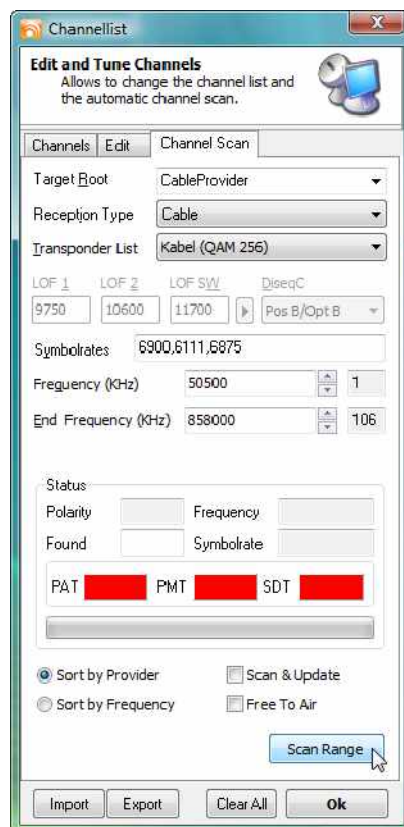 Channellist
Edit and Tune Channels
Allows to change the channel list and
the automatic channel scan.
Channels Edit Channel Scan
Target Root CableProvider
Reception Type Cable
Transponder List Kabel (QAM 256)
LOF 1 LOF 2 LOF SW DiseqC
9750 10600 11700 Pos B/Opt B
Symbolrates 6900,6111,6875
Frequency (KHz) 50500 1
End Frequency (KHz) 858000 106
Status
Polarity Frequency
Found Symbolrate
PAT PMT SDT
Sort by Provider Scan & Update
Sort by Frequency Free To Air
Scan Range
Import Export Clear All Ok